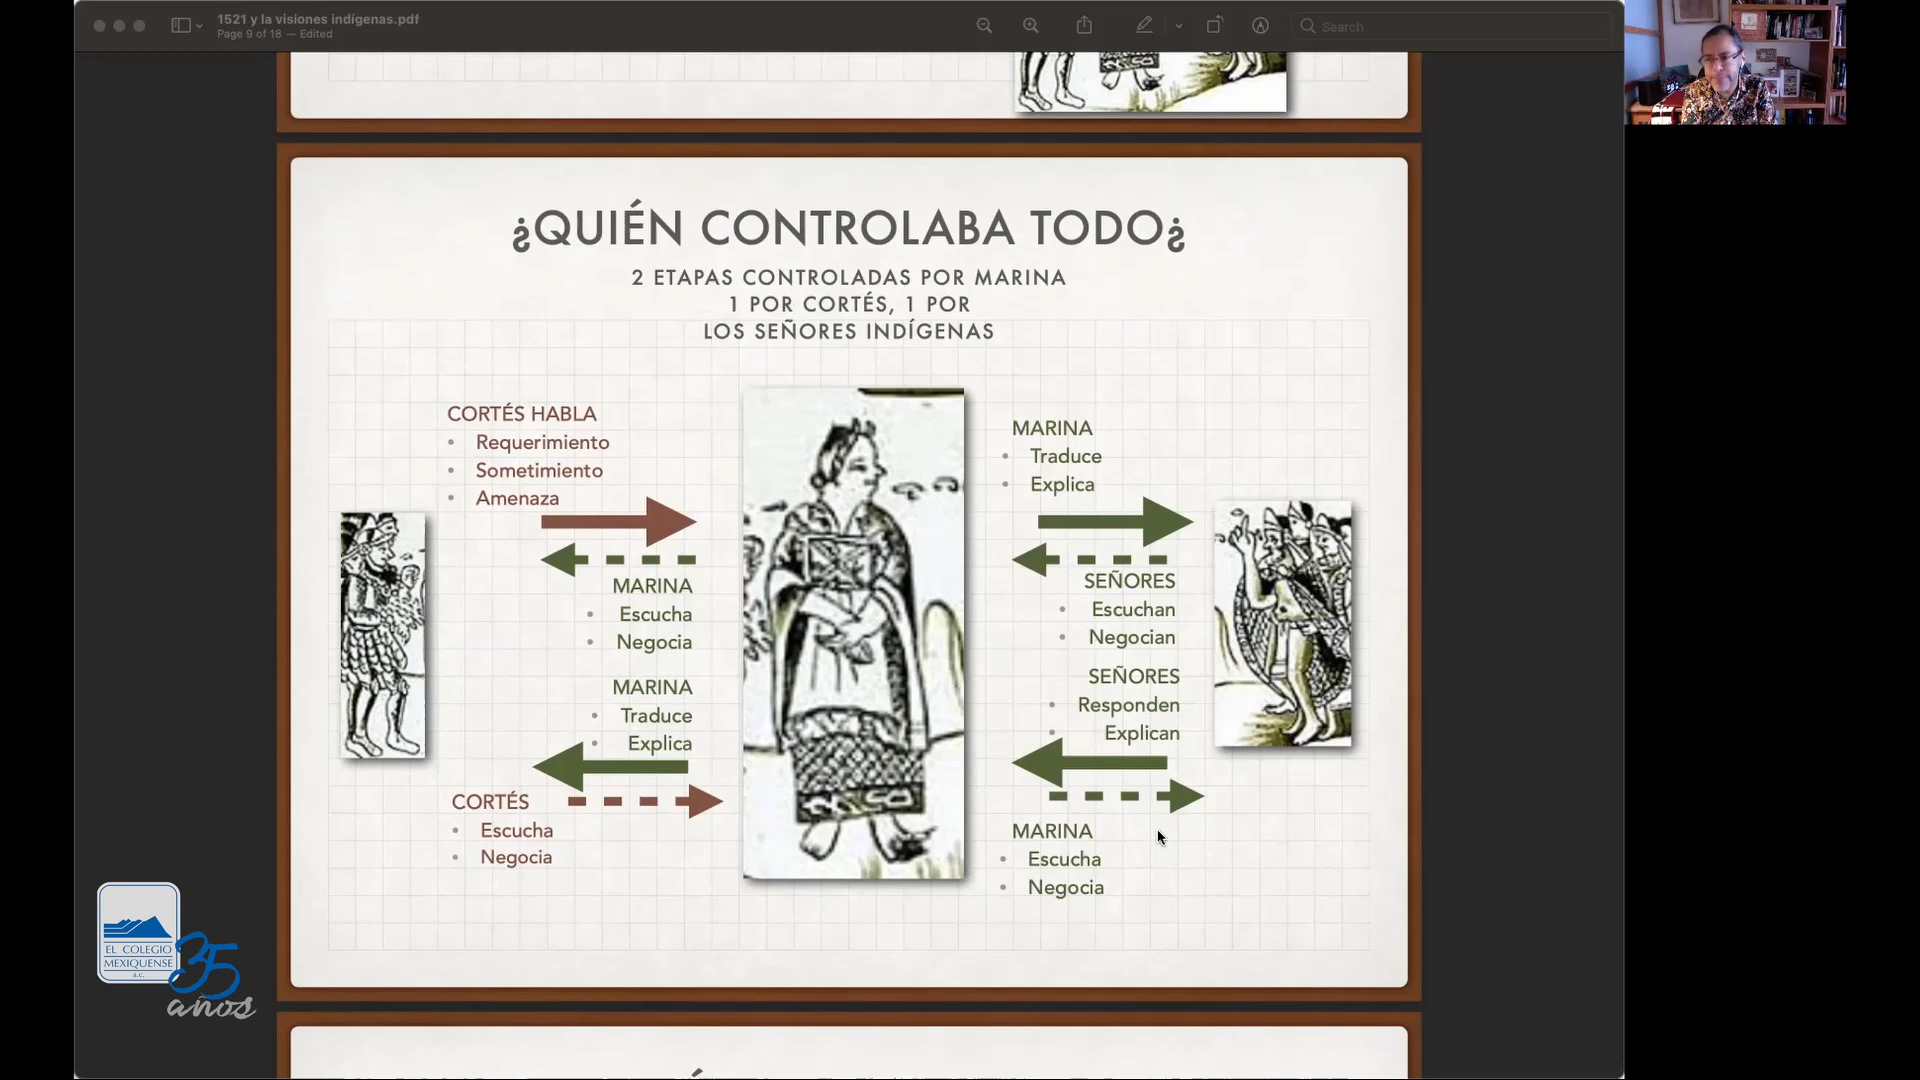 1521 y la visiones indígenas.pdf
Page 9 of 18 — Edited
Search
¿QUIÉN CONTROLABA TODO¿
2 ETAPAS CONTROLADAS POR MARINA
1 POR CORTÉS, 1 POR
LOS SEÑORES INDÍGENAS
CORTÉS HABLA
• Requerimiento
• Sometimiento
• Amenaza
MARINA
• Escucha
• Negocia
MARINA
• Traduce
• Explica
CORTÉS
• Escucha
• Negocia
MARINA
• Traduce
• Explica
SEÑORES
• Escuchan
• Negocian
SEÑORES
• Responden
• Explican
MARINA
• Escucha
• Negocia
EL COLEGIO
MEXIQUENSE
a.c.
35
años